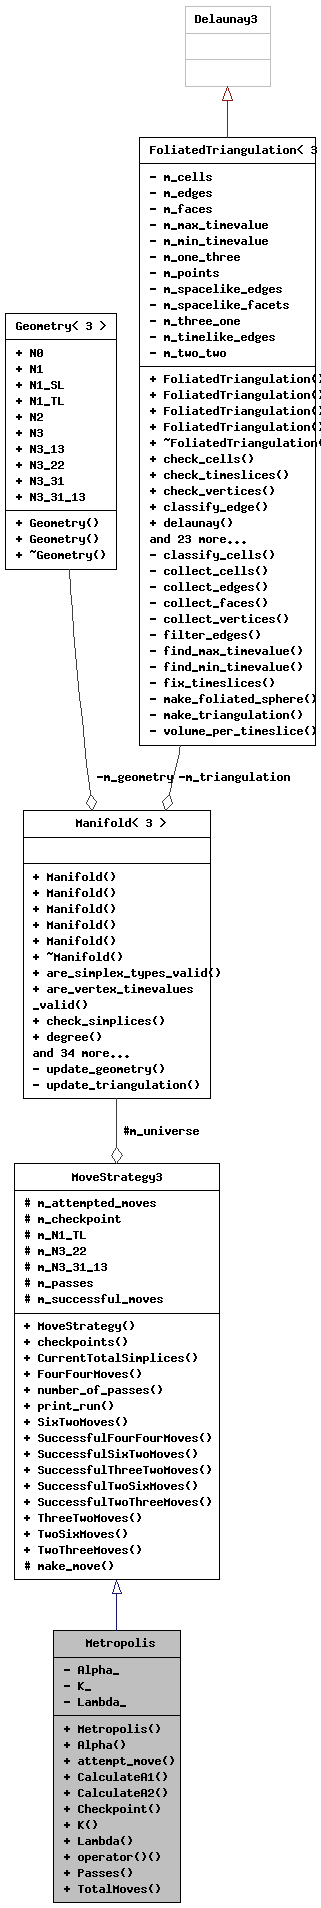 Delaunay3
FoliatedTriangulation< 3
- m_cells
- m_edges
- m_faces
- m_max_timevalue
- m_min_timevalue
- m_one_three
- m_points
- m_spacelike_edges
- m_spacelike_facets
- m_three_one
- m_timelike_edges
- m_two_two
+ FoliatedTriangulation()
+ FoliatedTriangulation()
+ FoliatedTriangulation()
+ FoliatedTriangulation()
+ ~FoliatedTriangulation(
+ check_cells()
+ check_timeslices()
+ check_vertices()
+ classify_edge()
+ delaunay()
and 23 more...
- classify_cells()
- collect_cells()
- collect_edges()
- collect_faces()
- collect_vertices()
- filter_edges()
- find_max_timevalue()
- find_min_timevalue()
- fix_timeslices()
- make_foliated_sphere()
- make_triangulation()
- volume_per_timeslice()
Geometry< 3 >
+ N0
+ N1
+ N1_SL
+ N1_TL
+ N2
+ N3
+ N3_13
+ N3_22
+ N3_31
+ N3_31_13
+ Geometry()
+ Geometry()
+ ~Geometry()
-m_geometry
-m_triangulation
Manifold< 3 >
+ Manifold()
+ Manifold()
+ Manifold()
+ Manifold()
+ Manifold()
+ ~Manifold()
+ are_simplex_types_valid()
+ are_vertex_timevalues
_valid()
+ check_simplices()
+ degree()
and 34 more...
- update_geometry()
- update_triangulation()
#m_universe
MoveStrategy3
# m_attempted_moves
# m_checkpoint
# m_N1_TL
# m_N3_22
# m_N3_31_13
# m_passes
# m_successful_moves
+ MoveStrategy()
+ checkpoints()
+ CurrentTotalSimplices()
+ FourFourMoves()
+ number_of_passes()
+ print_run()
+ SixTwoMoves()
+ SuccessfulFourFourMoves()
+ SuccessfulSixTwoMoves()
+ SuccessfulThreeTwoMoves()
+ SuccessfulTwoSixMoves()
+ SuccessfulTwoThreeMoves()
+ ThreeTwoMoves()
+ TwoSixMoves()
+ TwoThreeMoves()
# make_move()
Metropolis
- Alpha_
- K_
- Lambda_
+ Metropolis()
+ Alpha()
+ attempt_move()
+ CalculateA1()
+ CalculateA2()
+ Checkpoint()
+ K()
+ Lambda()
+ operator()()
+ Passes()
+ TotalMoves()